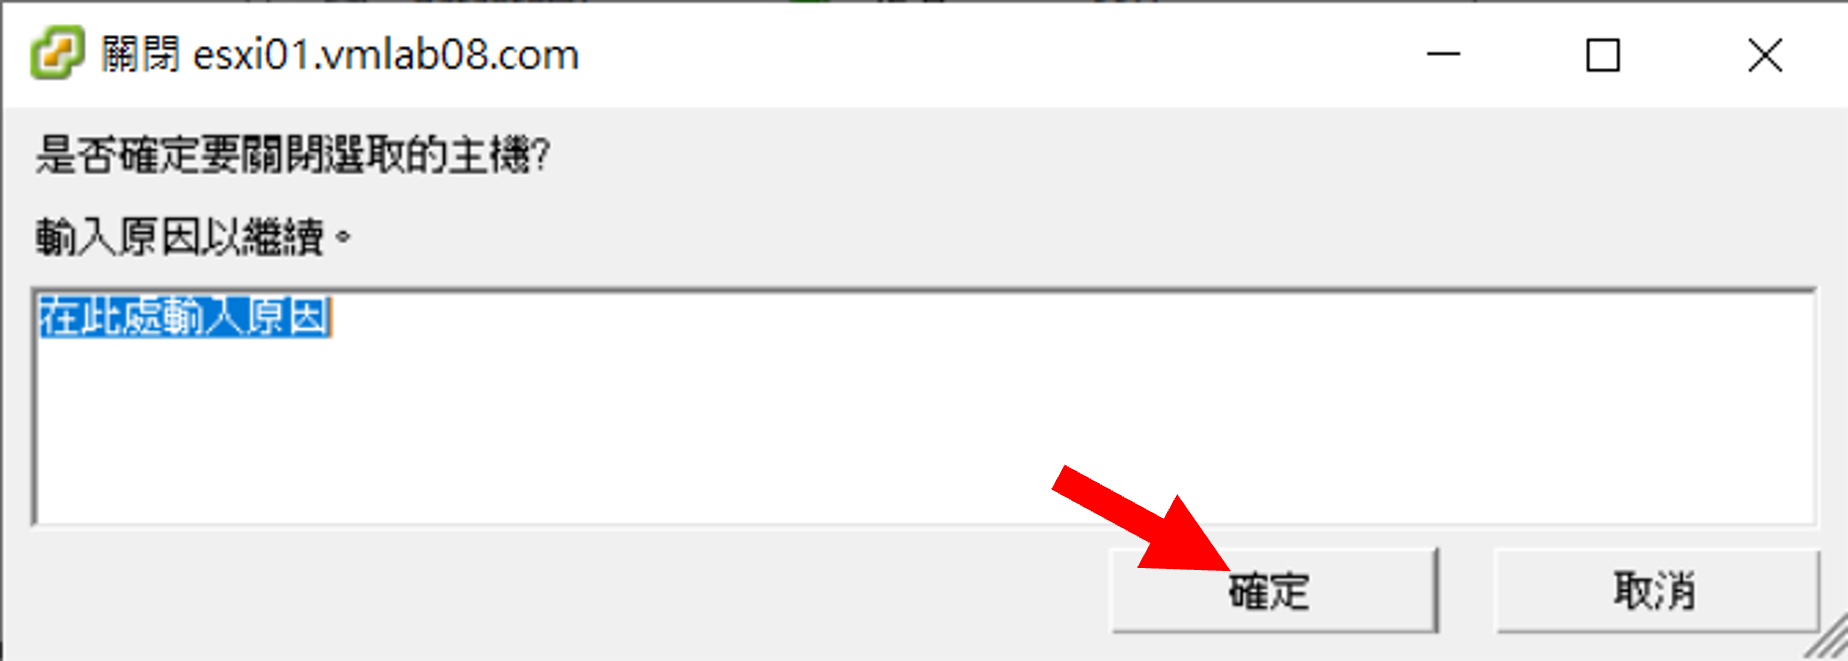 關閉 esxi01.vmlab08.com
是否確定要關閉選取的主機?
輸入原因以繼續。
在此處輸入原因
確定
取消